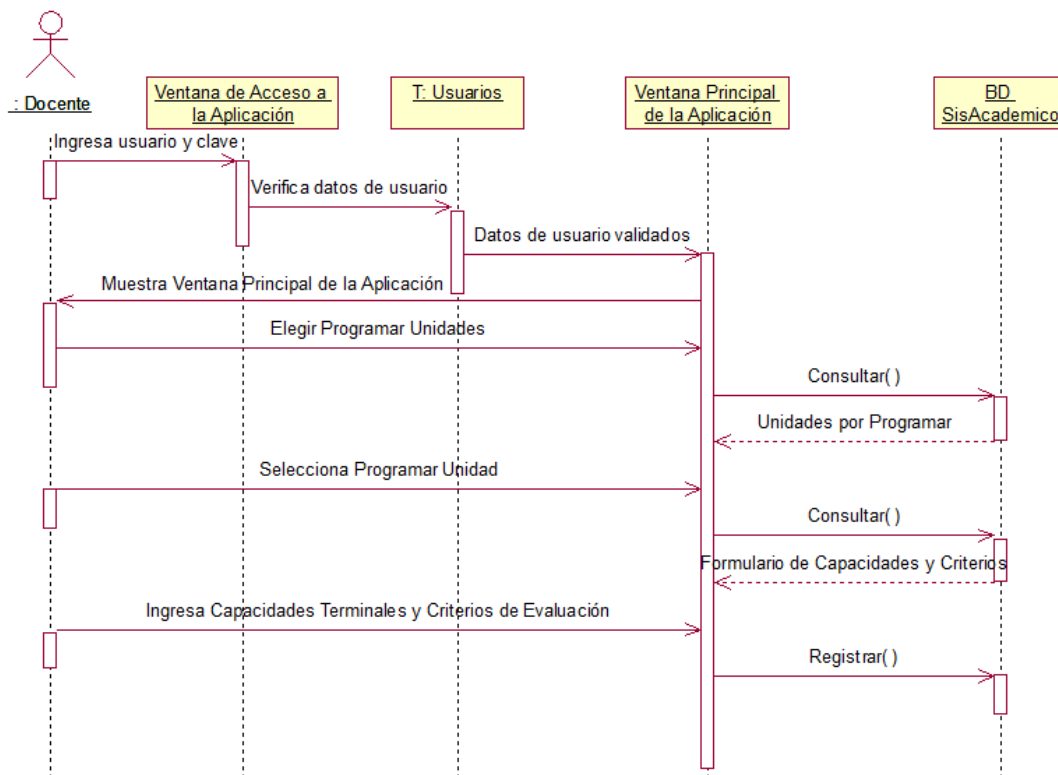 : Docente
Ventana de Acceso a
la Aplicación
T: Usuarios
Ventana Principal
de la Aplicación
BD
SisAcademico
Ingresa usuario y clave
Verifica datos de usuario
Datos de usuario validados
Muestra Ventana Principal de la Aplicación
Elegir Programar Unidades
Consultar( )
Unidades por Programar
Selecciona Programar Unidad
Consultar( )
Formulario de Capacidades y Criterios
Ingresa Capacidades Terminales y Criterios de Evaluación
Registrar( )